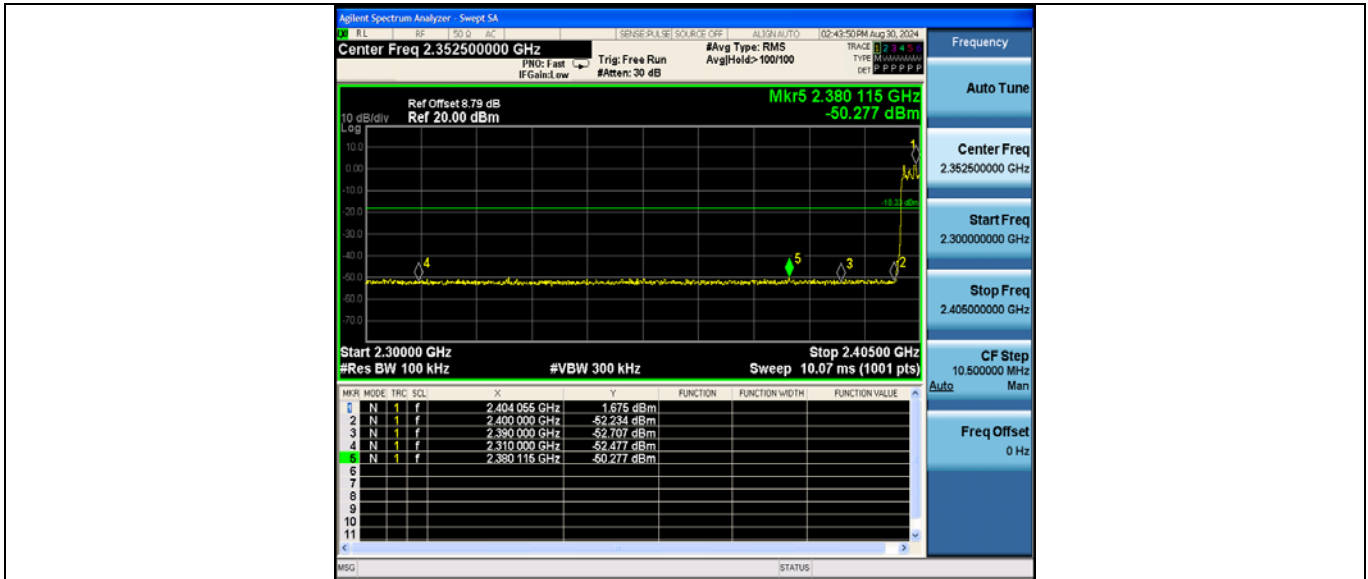 Agilent Spectrum Analyzer - Swept SA
RL RF 50 Ω AC SENSE:PULSE SOURCE OFF ALIGN AUTO 02:43:50 PM Aug 30, 2024
Center Freq 2.352500000 GHz
PNO: Fast
IFGain:Low
Trig: Free Run
#Atten: 30 dB
#Avg Type: RMS
Avg|Hold:> 100/100
TRACE 1 2 3 4 5 6
TYPE M
DET P P P P P P
Mkr5 2.380 115 GHz
-50.277 dBm
Ref Offset 8.79 dB
Ref 20.00 dBm
10 dB/div
Log
10.0
0.00
-10.0
-20.0
-30.0
-40.0
-50.0
-60.0
-70.0
1
4
5
3
2
Start 2.30000 GHz Stop 2.40500 GHz
#Res BW 100 kHz #VBW 300 kHz Sweep 10.07 ms (1001 pts)
MKR MODE TRC SCL X Y FUNCTION FUNCTION WIDTH FUNCTION VALUE
1 N 1 f 2.404 055 GHz 1.675 dBm
2 N 1 f 2.400 000 GHz -52.234 dBm
3 N 1 f 2.390 000 GHz -52.707 dBm
4 N 1 f 2.310 000 GHz -52.477 dBm
5 N 1 f 2.380 115 GHz -50.277 dBm
6
7
8
9
10
11
MSG STATUS
Frequency
Auto Tune
Center Freq
2.352500000 GHz
Start Freq
2.300000000 GHz
Stop Freq
2.405000000 GHz
CF Step
10.500000 MHz
Auto Man
Freq Offset
0 Hz